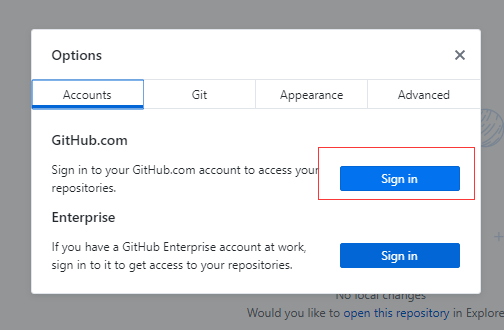 Options
Accounts Git Appearance Advanced
GitHub.com
Sign in to your GitHub.com account to access your
repositories.
Sign in
Enterprise
If you have a GitHub Enterprise account at work,
sign in to it to get access to your repositories.
Sign in
No local changes
Would you like to open this repository in Explore